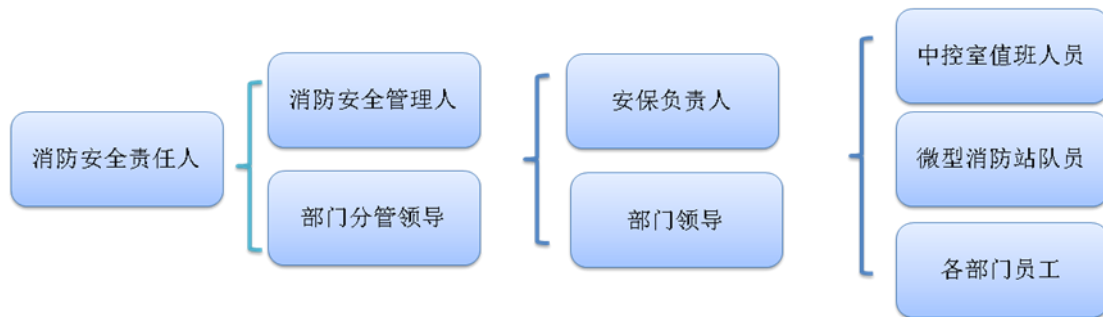 消防安全责任人
消防安全管理人
部门分管领导
安保负责人
部门领导
中控室值班人员
微型消防站队员
各部门员工